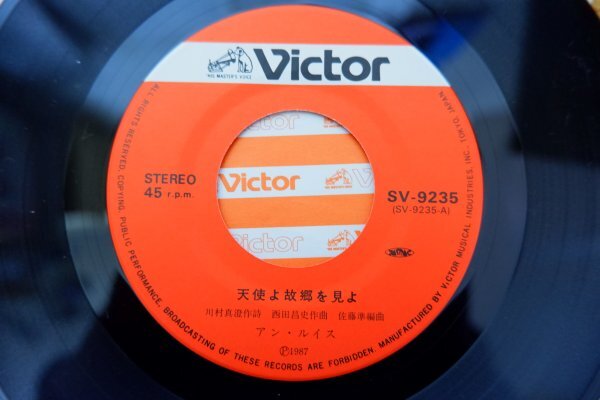 "HIS MASTER'S VOICE"
Victor
STEREO
45 r.p.m.
SV-9235
(SV-9235-A)
ctor
Victor
Victor
天使よ故郷を見よ
川村真澄作詩 西田昌史作曲 佐藤準編曲
アン・ルイス
Ⓟ1987
ALL RIGHTS RESERVED. COPYING, PUBLIC PERFORMANCE, BROADCASTING OF THESE RECORDS ARE FORBIDDEN. MANUFACTURED BY VICTOR MUSICAL INDUSTRIES, INC. TOKYO, JAPAN